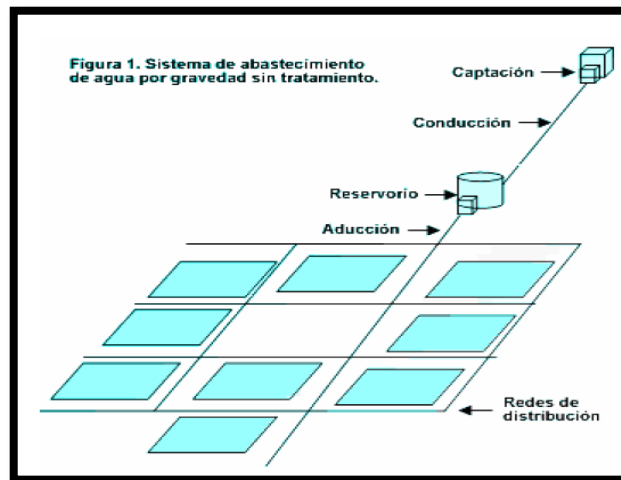 Figura 1. Sistema de abastecimiento
de agua por gravedad sin tratamiento.
Captación
Conducción
Reservorio
Aducción
Redes de
distribución